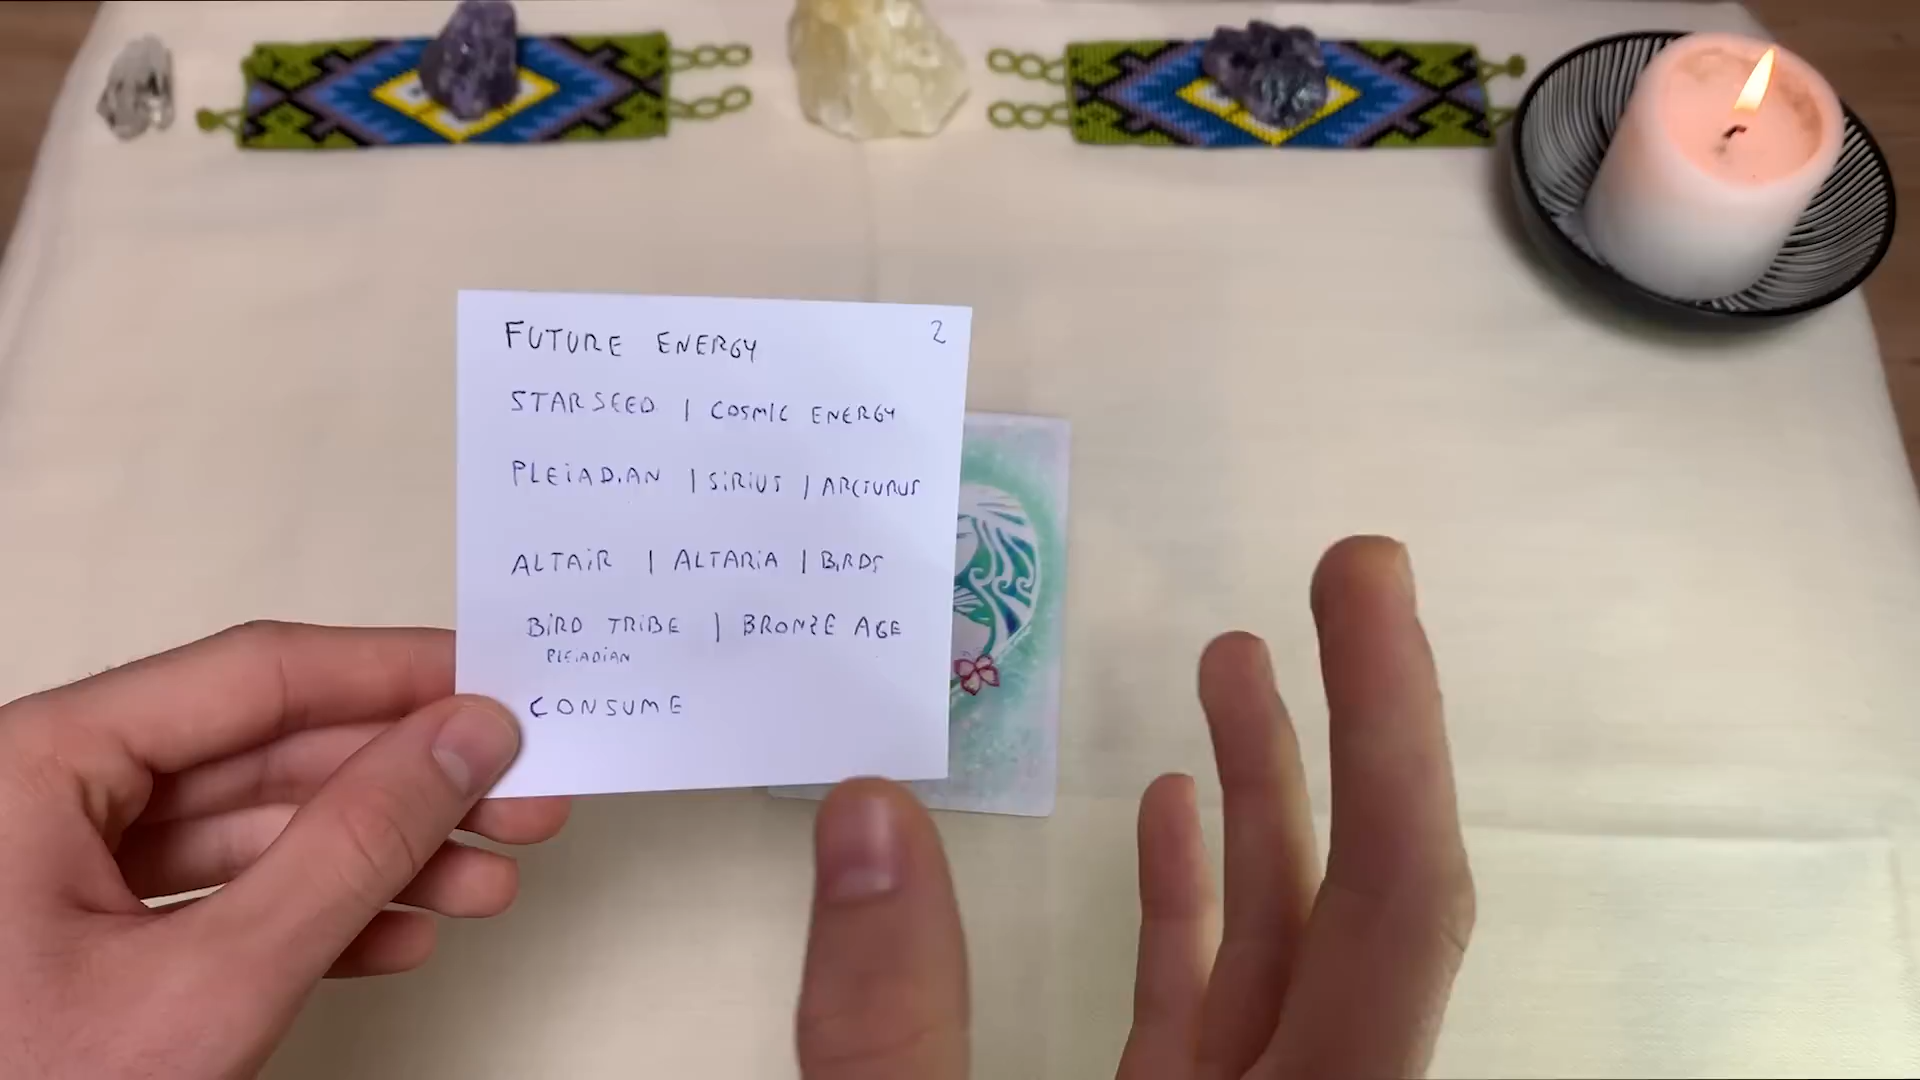 2
FUTURE ENERGY
STARSEED | COSMIC ENERGY
PLEIADIAN | SIRIUS | ARCTURUS
ALTAIR | ALTARIA | BIRDS
BIRD TRIBE | BRONZE AGE
PLEIADIAN
CONSUME